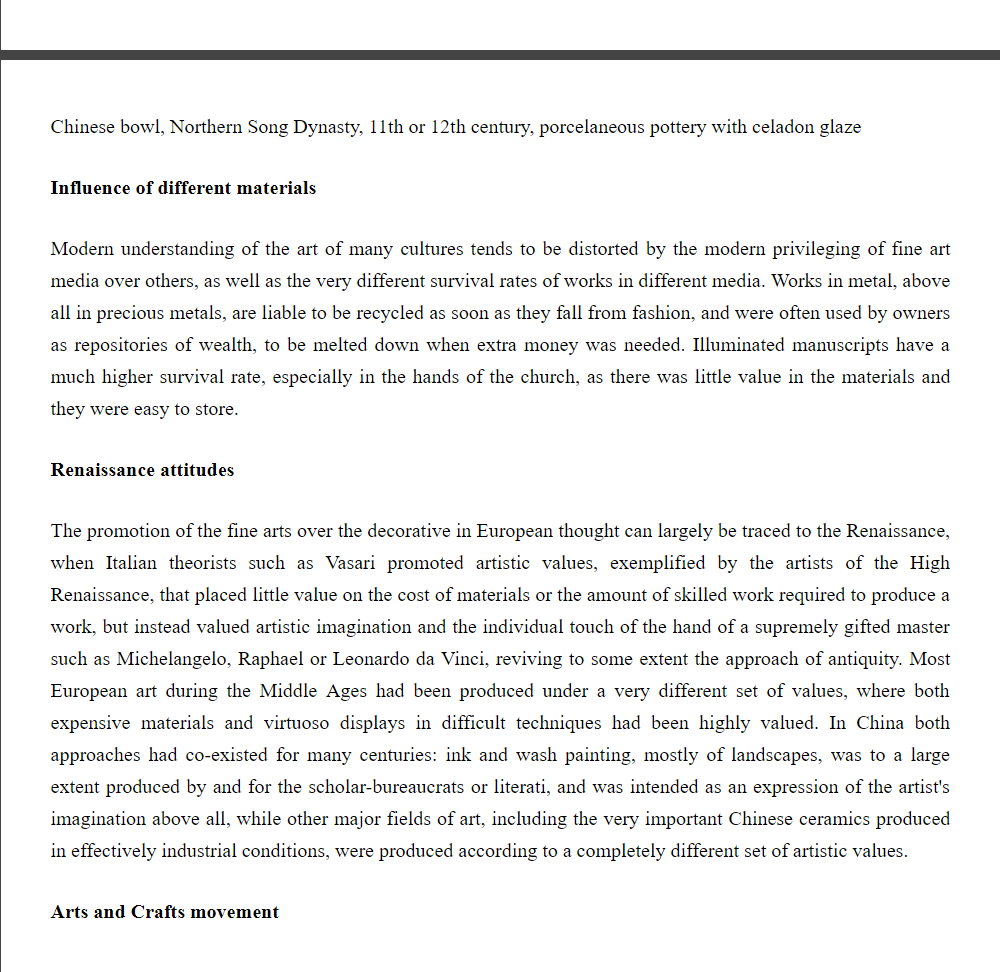 Chinese bowl, Northern Song Dynasty, 11th or 12th century, porcelaneous pottery with celadon glaze
Influence of different materials
Modern understanding of the art of many cultures tends to be distorted by the modern privileging of fine art
media over others, as well as the very different survival rates of works in different media. Works in metal, above
all in precious metals, are liable to be recycled as soon as they fall from fashion, and were often used by owners
as repositories of wealth, to be melted down when extra money was needed. Illuminated manuscripts have a
much higher survival rate, especially in the hands of the church, as there was little value in the materials and
they were easy to store.
Renaissance attitudes
The promotion of the fine arts over the decorative in European thought can largely be traced to the Renaissance,
when Italian theorists such as Vasari promoted artistic values, exemplified by the artists of the High
Renaissance, that placed little value on the cost of materials or the amount of skilled work required to produce a
work, but instead valued artistic imagination and the individual touch of the hand of a supremely gifted master
such as Michelangelo, Raphael or Leonardo da Vinci, reviving to some extent the approach of antiquity. Most
European art during the Middle Ages had been produced under a very different set of values, where both
expensive materials and virtuoso displays in difficult techniques had been highly valued. In China both
approaches had co-existed for many centuries: ink and wash painting, mostly of landscapes, was to a large
extent produced by and for the scholar-bureaucrats or literati, and was intended as an expression of the artist's
imagination above all, while other major fields of art, including the very important Chinese ceramics produced
in effectively industrial conditions, were produced according to a completely different set of artistic values.
Arts and Crafts movement